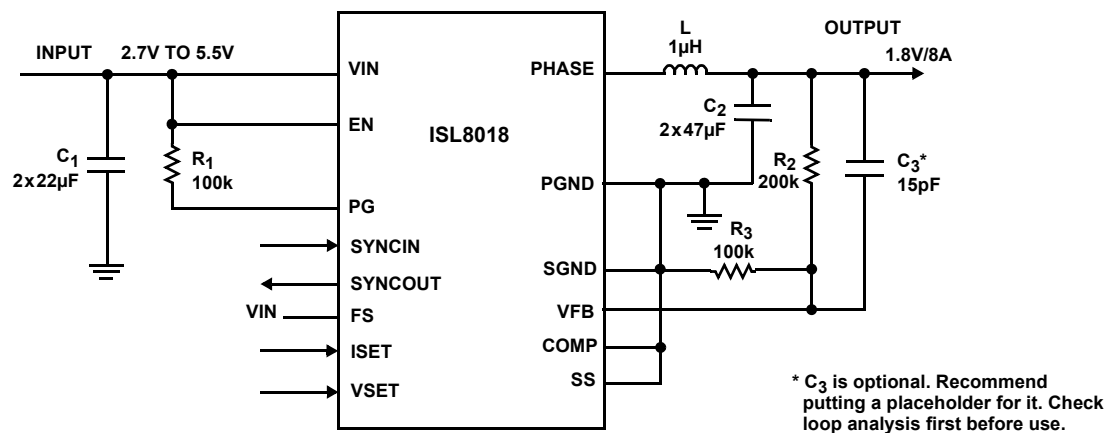 INPUT
2.7V TO 5.5V
VIN
EN
PG
SYNCIN
SYNCOUT
VIN
FS
ISET
VSET
C1
2x22µF
R1
100k
ISL8018
PHASE
PGND
SGND
VFB
COMP
SS
L
1µH
OUTPUT
1.8V/8A
C2
2x47µF
R2
200k
C3*
15pF
R3
100k
* C3 is optional. Recommend
putting a placeholder for it. Check
loop analysis first before use.